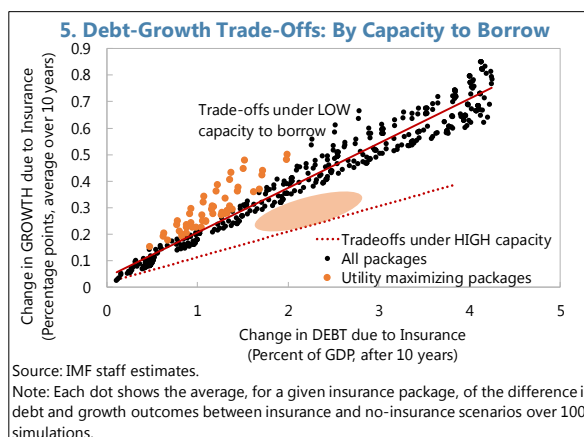 5. Debt-Growth Trade-Offs: By Capacity to Borrow
Change in GROWTH due to Insurance
(Percentage points, average over 10 years)
0.9
0.8
0.7
0.6
0.5
0.4
0.3
0.2
0.1
0
Trade-offs under LOW
capacity to borrow
Tradeoffs under HIGH capacity
All packages
Utility maximizing packages
0 1 2 3 4 5
Change in DEBT due to Insurance
(Percent of GDP, after 10 years)
Source: IMF staff estimates.
Note: Each dot shows the average, for a given insurance package, of the difference i
debt and growth outcomes between insurance and no-insurance scenarios over 100
simulations.